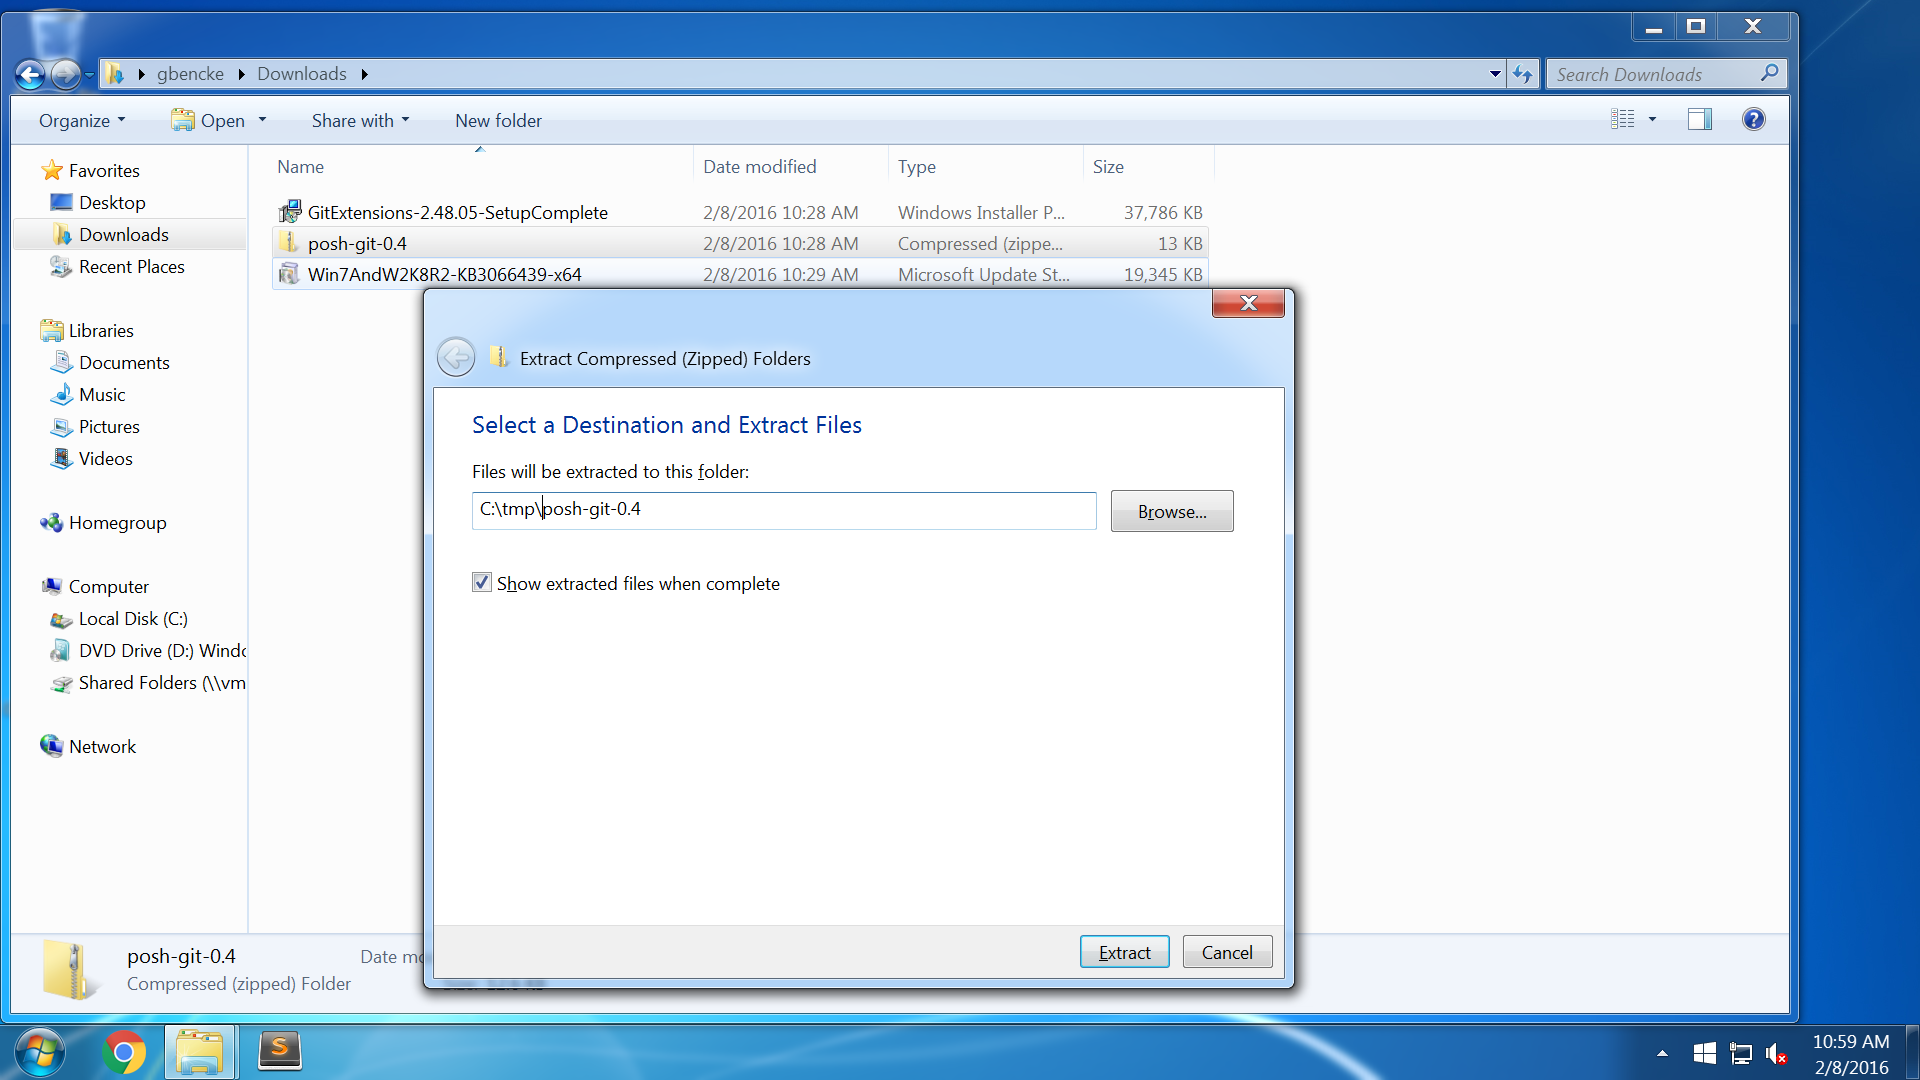 gbencke Downloads
Search Downloads
Organize Open Share with New folder
Name Date modified Type Size
GitExtensions-2.48.05-SetupComplete 2/8/2016 10:28 AM Windows Installer P... 37,786 KB
posh-git-0.4 2/8/2016 10:28 AM Compressed (zippe... 13 KB
Win7AndW2K8R2-KB3066439-x64 2/8/2016 10:29 AM Microsoft Update St... 19,345 KB
Favorites
Desktop
Downloads
Recent Places
Libraries
Documents
Music
Pictures
Videos
Homegroup
Computer
Local Disk (C:)
DVD Drive (D:) Windo
Shared Folders (\\vm
Network
Extract Compressed (Zipped) Folders
Select a Destination and Extract Files
Files will be extracted to this folder:
C:\tmp\posh-git-0.4
Browse...
Show extracted files when complete
Extract Cancel
posh-git-0.4 Date mo
Compressed (zipped) Folder
S
10:59 AM
2/8/2016